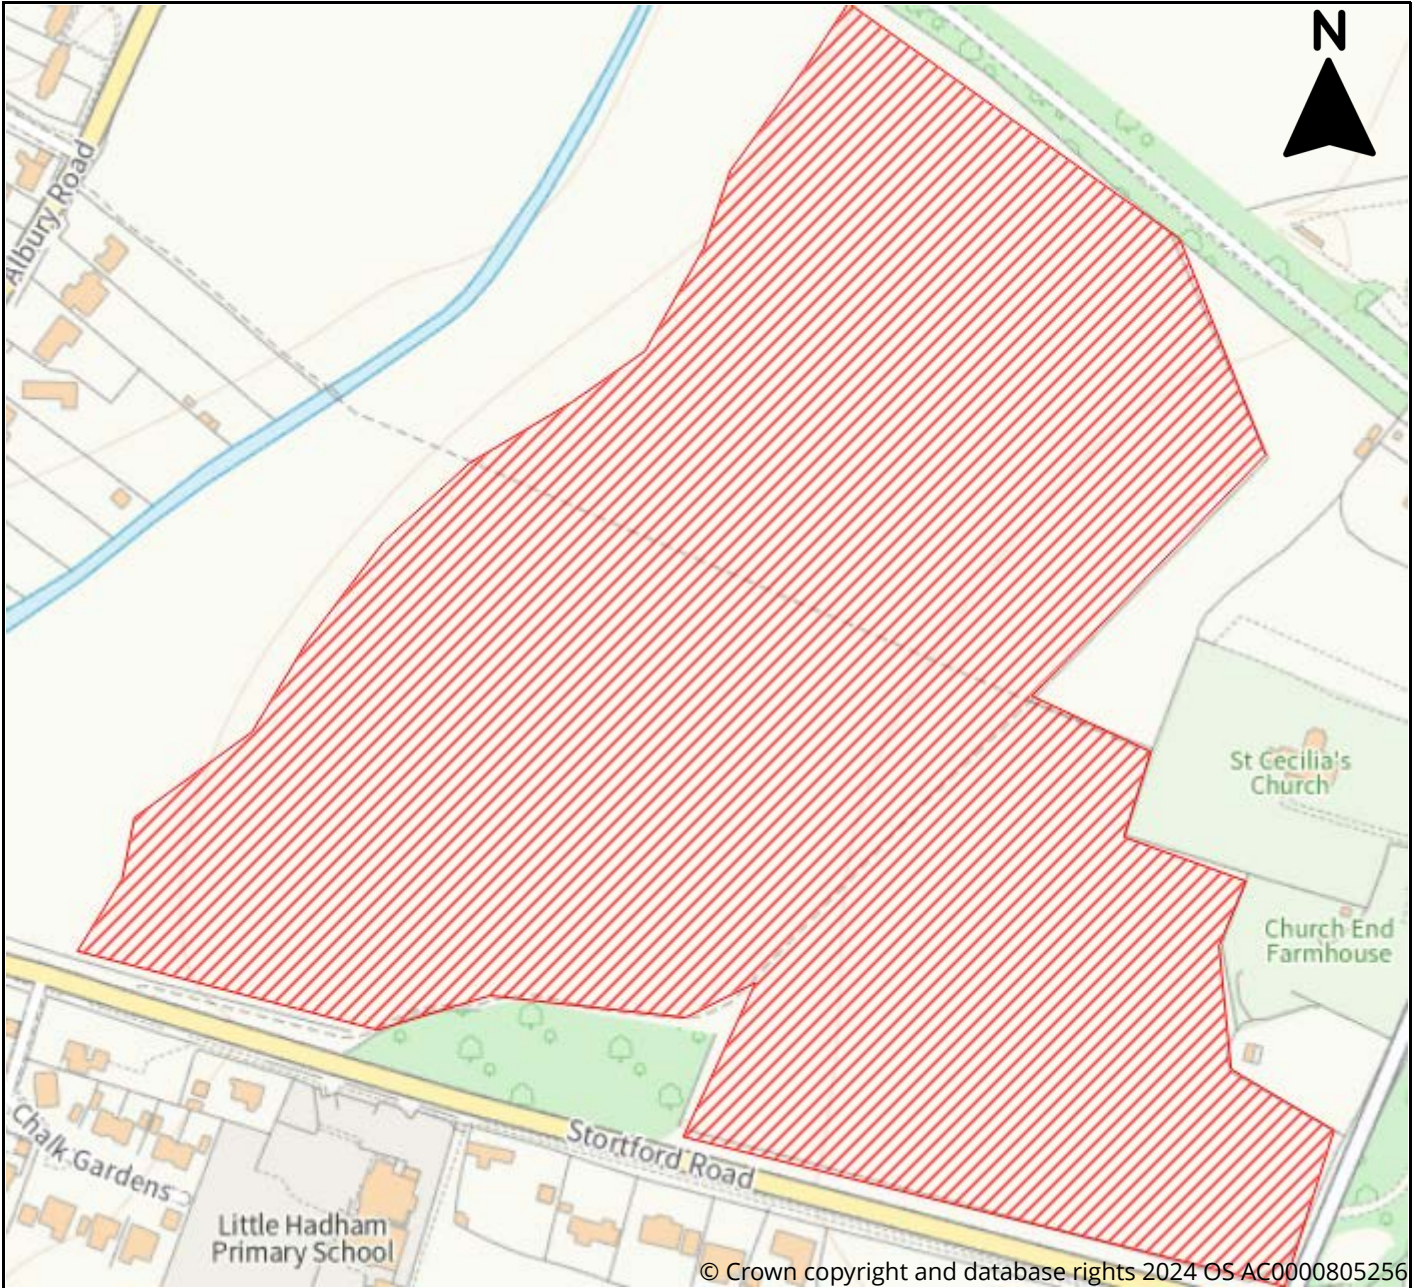 N
Albury Road
St Cecilia's
Church
Church End
Farmhouse
Stortford Road
Chalk Gardens
Little Hadham
Primary School
© Crown copyright and database rights 2024 OS AC0000805256